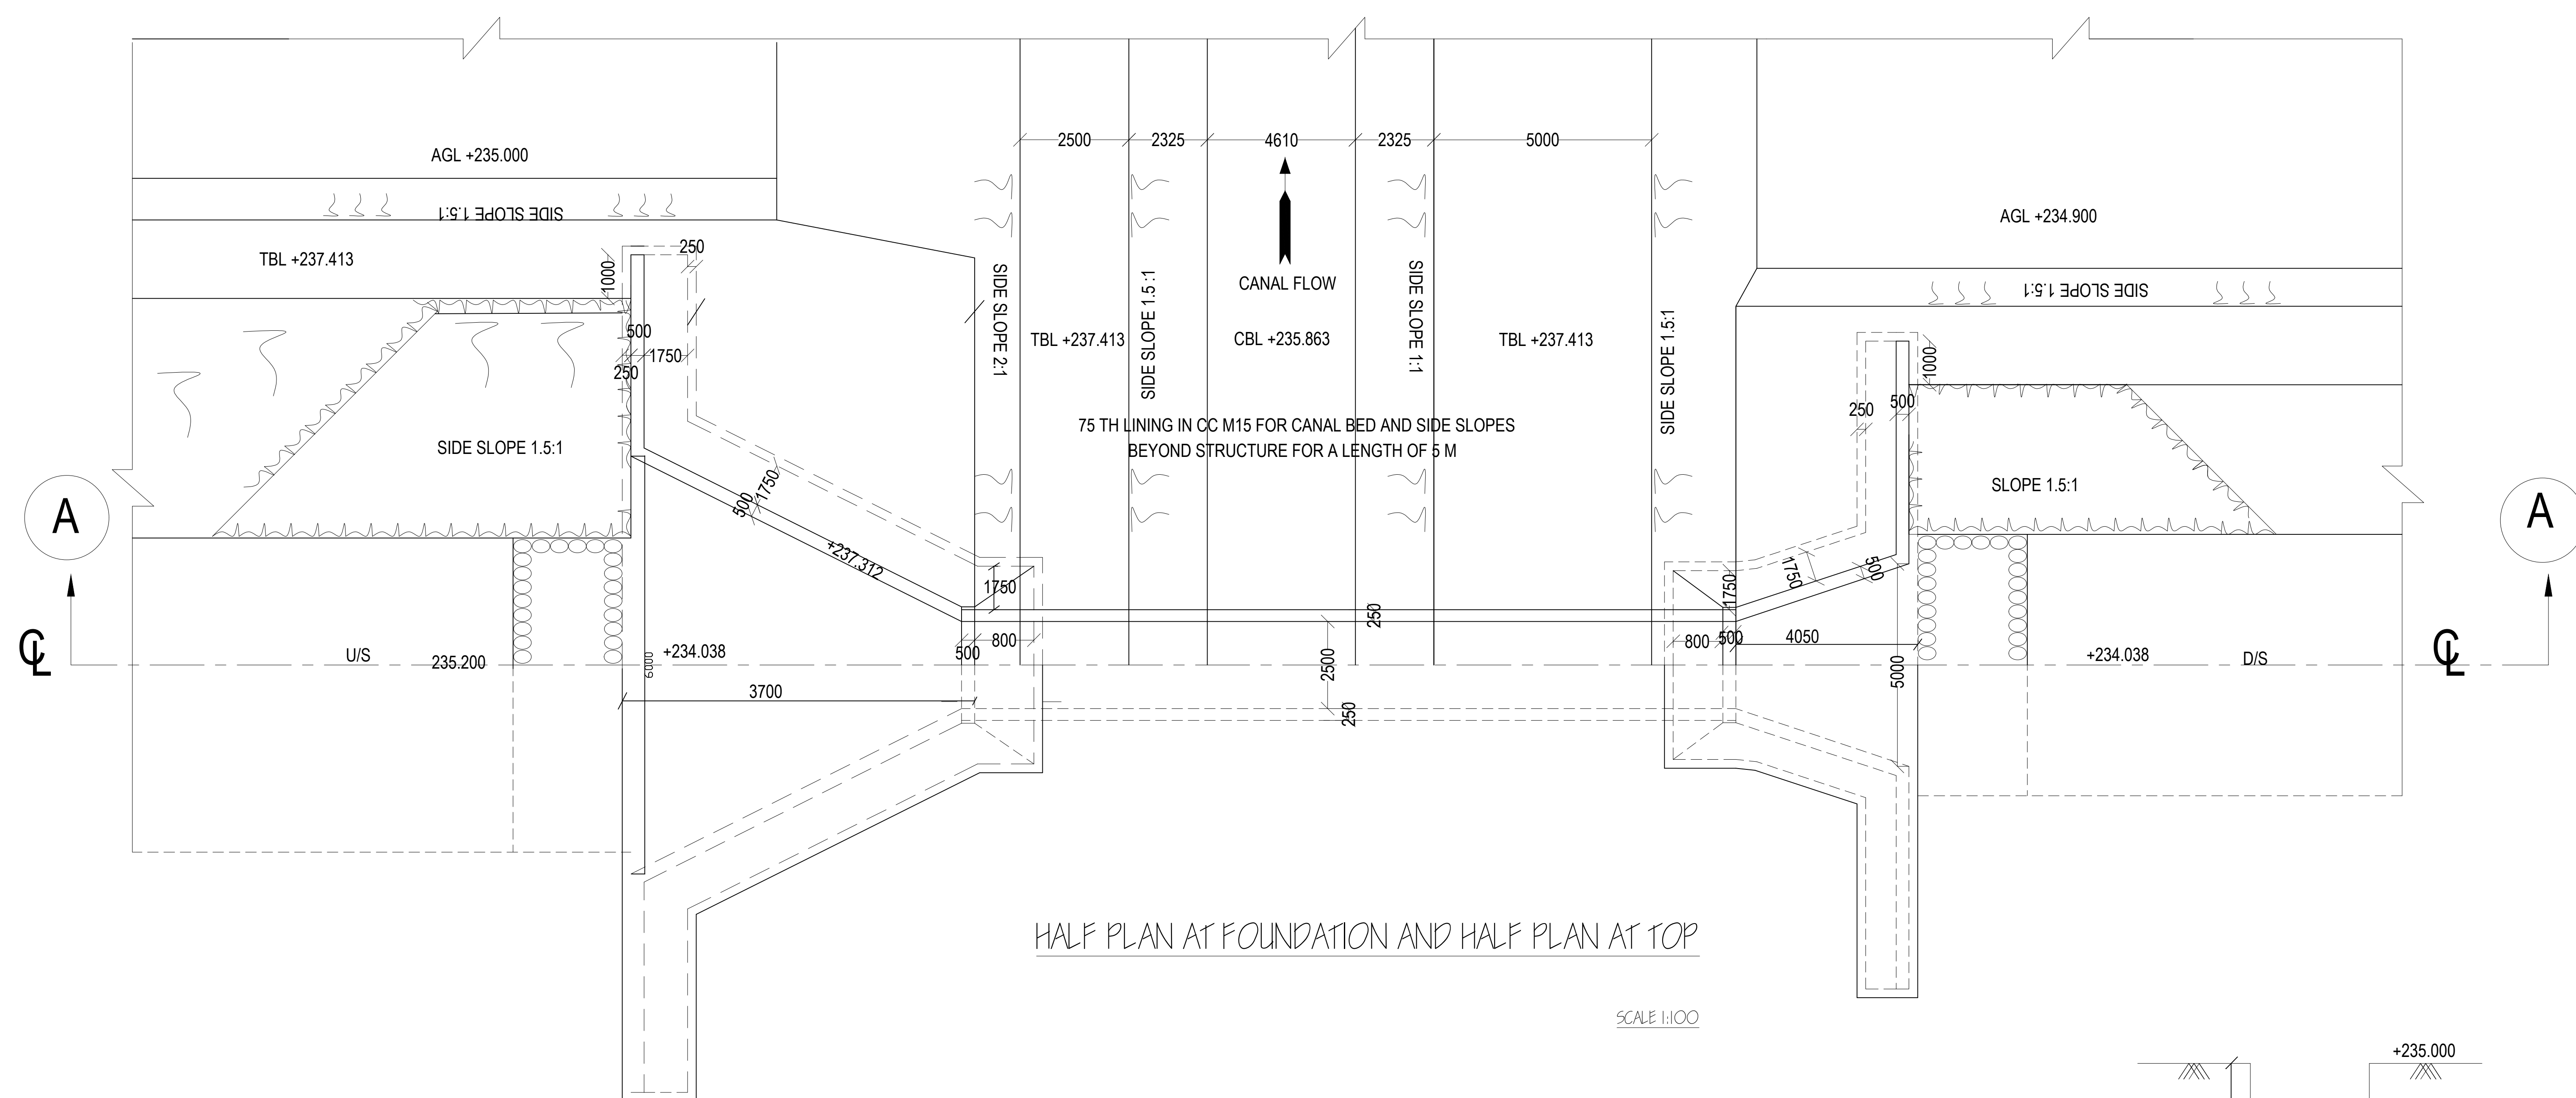 2500
2325
4610
2325
5000
AGL +235.000
SIDE SLOPE 1.5:1
TBL +237.413
1000
250
500
1750
250
SIDE SLOPE 1.5:1
500
1750
+237.312
SIDE SLOPE 2:1
TBL +237.413
SIDE SLOPE 1.5:1
CANAL FLOW
CBL +235.863
SIDE SLOPE 1:1
TBL +237.413
SIDE SLOPE 1.5:1
75 TH LINING IN CC M15 FOR CANAL BED AND SIDE SLOPES
BEYOND STRUCTURE FOR A LENGTH OF 5 M
AGL +234.900
SIDE SLOPE 1.5:1
1000
250
500
SLOPE 1.5:1
1750
500
A
A
CL
U/S
235.200
6000
+234.038
3700
1750
800
500
250
2500
250
1750
800
500
4050
5000
+234.038
D/S
CL
HALF PLAN AT FOUNDATION AND HALF PLAN AT TOP
SCALE 1:100
+235.000